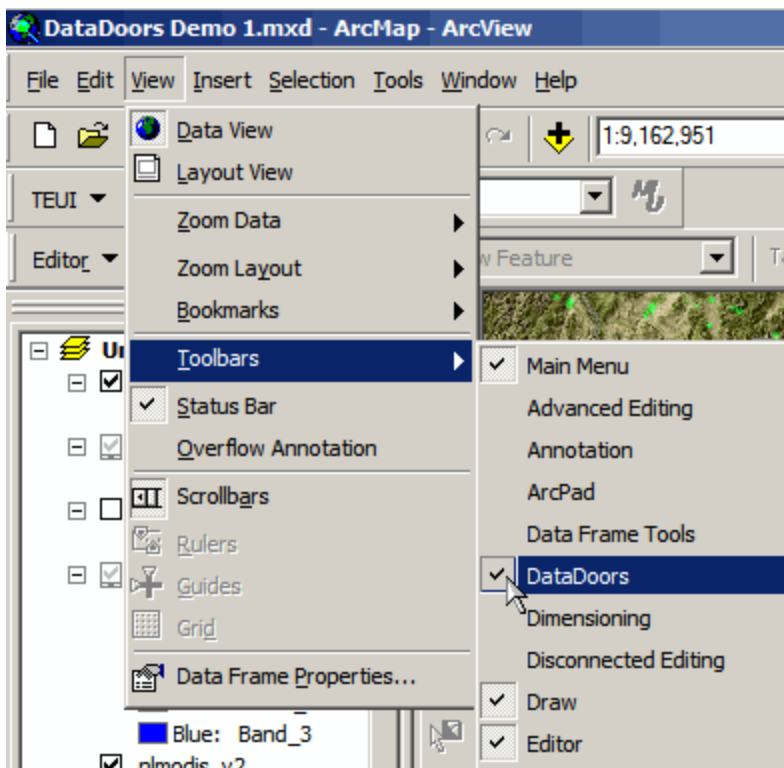 DataDoors Demo 1.mxd - ArcMap - ArcView
File Edit View Insert Selection Tools Window Help
1:9,162,951
TEUI
Editor
Feature
Data View
Layout View
Zoom Data
Zoom Layout
Bookmarks
Toolbars
Status Bar
Overflow Annotation
Scrollbars
Rulers
Guides
Grid
Data Frame Properties...
Main Menu
Advanced Editing
Annotation
ArcPad
Data Frame Tools
DataDoors
Dimensioning
Disconnected Editing
Draw
Editor
Blue: Band_3